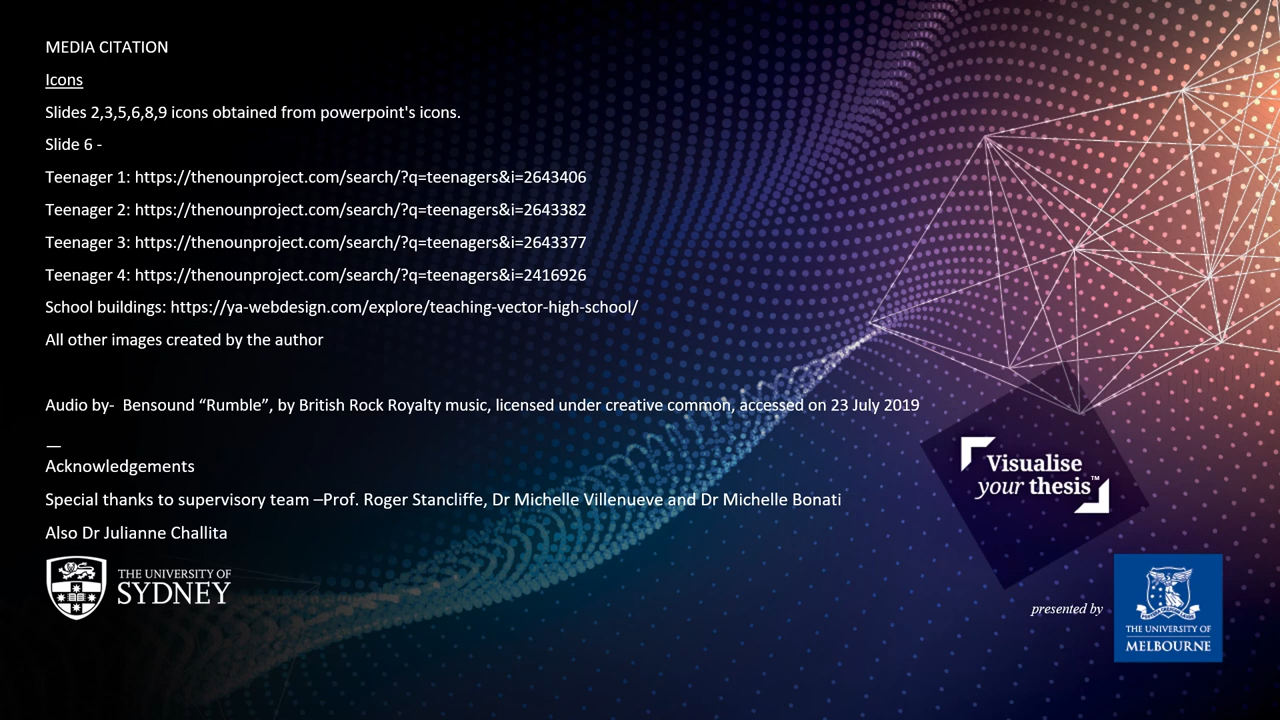 MEDIA CITATION
Icons
Slides 2,3,5,6,8,9 icons obtained from powerpoint's icons.
Slide 6 -
Teenager 1: https://thenounproject.com/search/?q=teenagers&i=2643406
Teenager 2: https://thenounproject.com/search/?q=teenagers&i=2643382
Teenager 3: https://thenounproject.com/search/?q=teenagers&i=2643377
Teenager 4: https://thenounproject.com/search/?q=teenagers&i=2416926
School buildings: https://ya-webdesign.com/explore/teaching-vector-high-school/
All other images created by the author
Audio by-  Bensound “Rumble”, by British Rock Royalty music, licensed under creative common, accessed on 23 July 2019
—
Acknowledgements
Special thanks to supervisory team –Prof. Roger Stancliffe, Dr Michelle Villenueve and Dr Michelle Bonati
Also Dr Julianne Challita
THE UNIVERSITY OF
SYDNEY
Visualise
your thesis™
presented by
THE UNIVERSITY OF
MELBOURNE